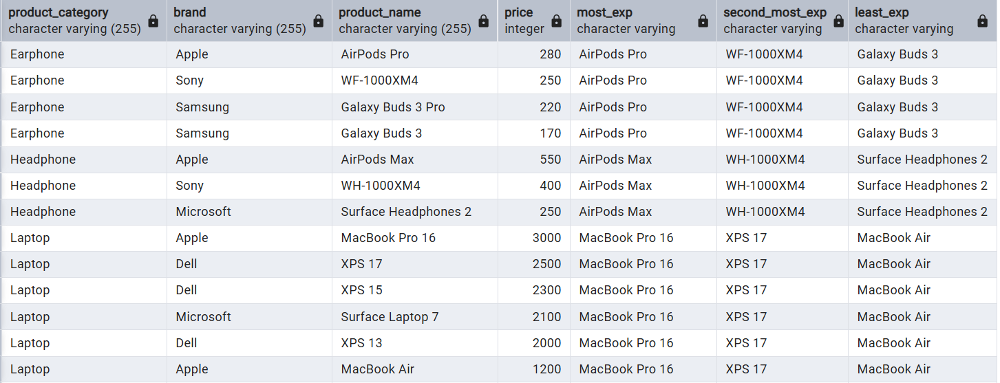 product_category brand product_name price most_exp second_most_exp least_exp
character varying (255) character varying (255) character varying (255) integer character varying character varying character varying
Earphone Apple AirPods Pro 280 AirPods Pro WF-1000XM4 Galaxy Buds 3
Earphone Sony WF-1000XM4 250 AirPods Pro WF-1000XM4 Galaxy Buds 3
Earphone Samsung Galaxy Buds 3 Pro 220 AirPods Pro WF-1000XM4 Galaxy Buds 3
Earphone Samsung Galaxy Buds 3 170 AirPods Pro WF-1000XM4 Galaxy Buds 3
Headphone Apple AirPods Max 550 AirPods Max WH-1000XM4 Surface Headphones 2
Headphone Sony WH-1000XM4 400 AirPods Max WH-1000XM4 Surface Headphones 2
Headphone Microsoft Surface Headphones 2 250 AirPods Max WH-1000XM4 Surface Headphones 2
Laptop Apple MacBook Pro 16 3000 MacBook Pro 16 XPS 17 MacBook Air
Laptop Dell XPS 17 2500 MacBook Pro 16 XPS 17 MacBook Air
Laptop Dell XPS 15 2300 MacBook Pro 16 XPS 17 MacBook Air
Laptop Microsoft Surface Laptop 7 2100 MacBook Pro 16 XPS 17 MacBook Air
Laptop Dell XPS 13 2000 MacBook Pro 16 XPS 17 MacBook Air
Laptop Apple MacBook Air 1200 MacBook Pro 16 XPS 17 MacBook Air